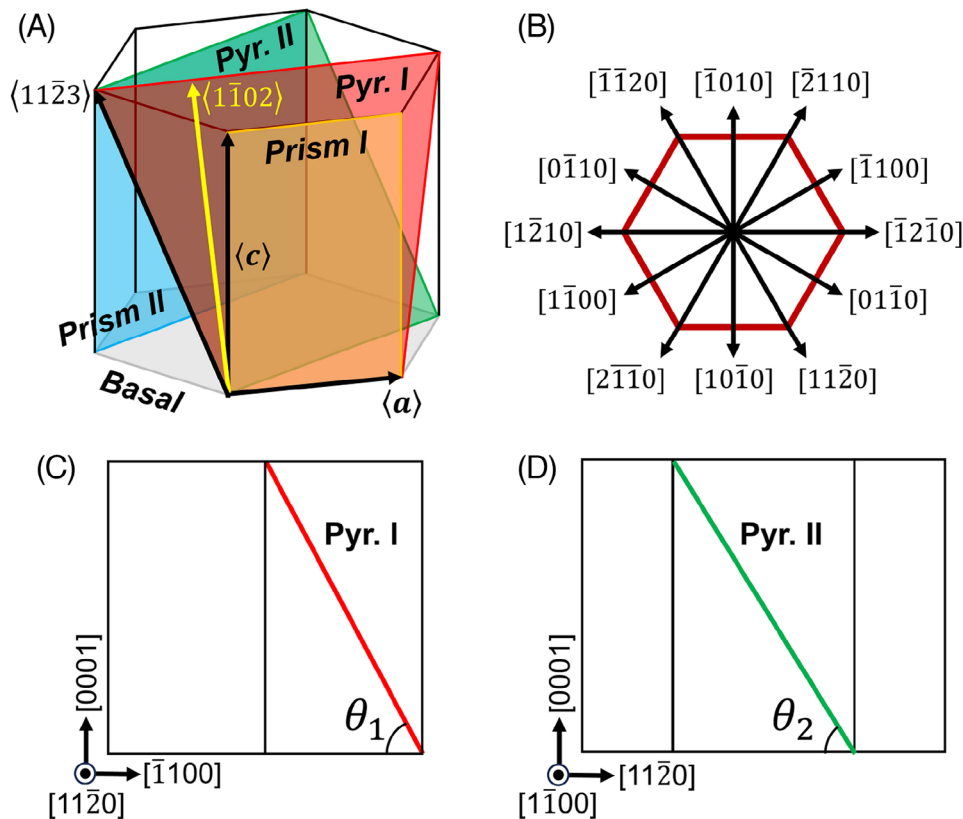 (A)
Pyr. II
Pyr. I
⟨112̄3⟩
⟨11̄02⟩
Prism I
⟨c⟩
Prism II
Basal
⟨a⟩
(B)
[1̄1̄20]
[1̄010]
[2̄110]
[01̄10]
[1̄100]
[12̄10]
[1̄21̄0]
[11̄00]
[011̄0]
[21̄1̄0]
[101̄0]
[112̄0]
(C)
Pyr. I
[0001]
θ₁
[1̄100]
[112̄0]
(D)
Pyr. II
[0001]
θ₂
[112̄0]
[11̄00]